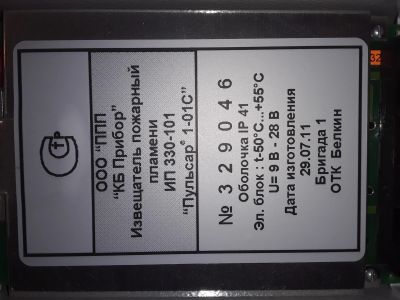 ООО "ППП
"КБ Прибор"
Извещатель пожарный
пламени
ИП 330-101
"Пульсар® 1-01С"
№ 3 2 9 0 4 6
Оболочка IP 41
Эл. блок : t-50°С...+55°С
U= 9 В - 28 В
Дата изготовления
29.07.11
Бригада 1
ОТК Белкин
32